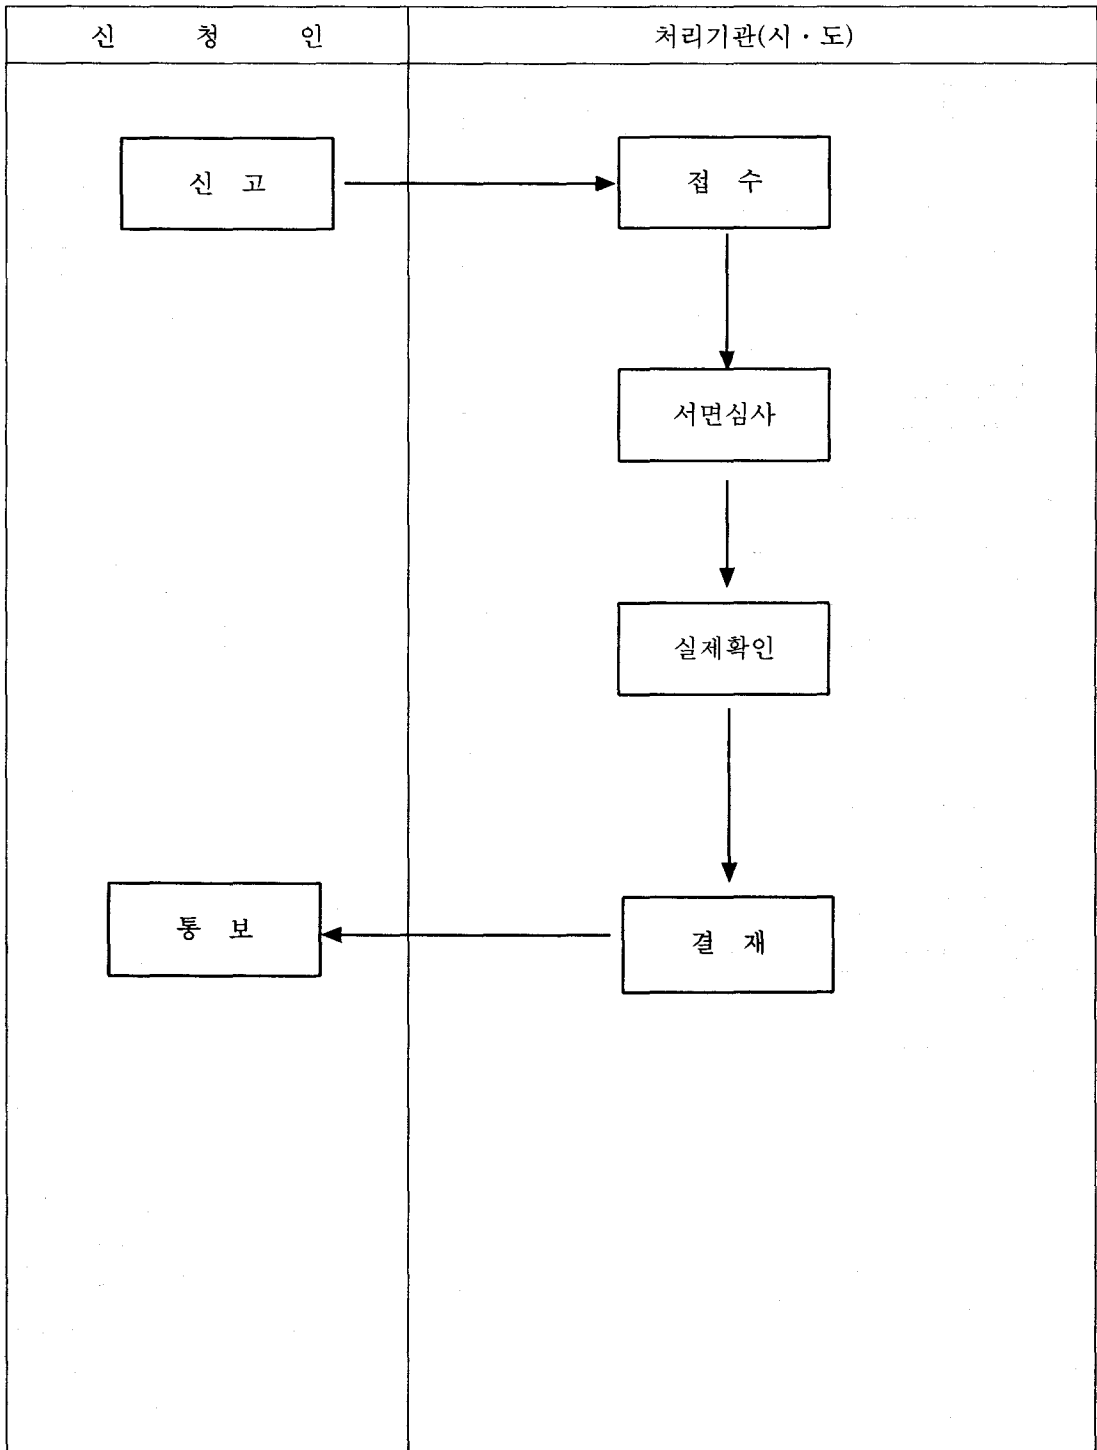 신 청 인
처리기관(시·도)
신 고
접 수
서면심사
실제확인
통 보
결 재